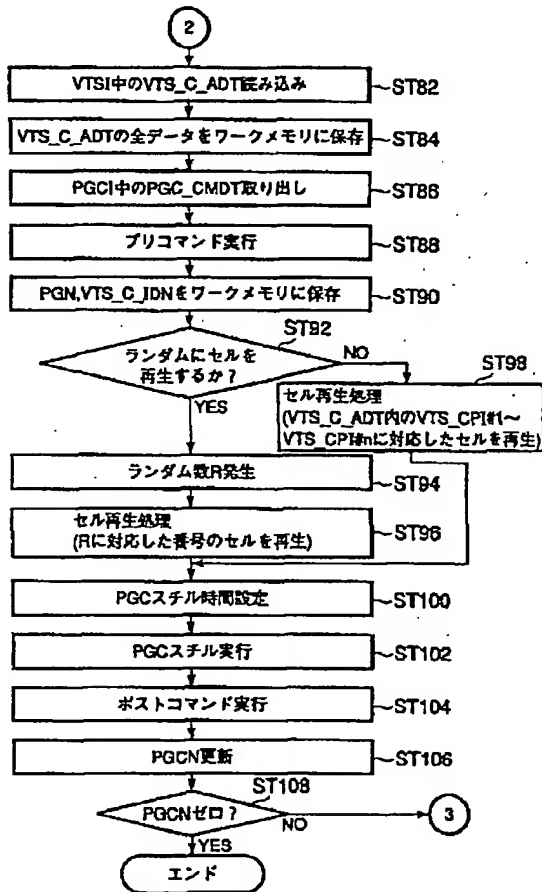 2
VTSI中のVTS_C_ADT読み込み
ST82
VTS_C_ADTの全データをワークメモリに保存
ST84
PGCI中のPGC_CMDT取り出し
ST86
プリコマンド実行
ST88
PGN,VTS_C_IDNをワークメモリに保存
ST90
ST92
ランダムにセルを
再生するか?
NO
YES
ST98
セル再生処理
(VTS_C_ADT内のVTS_CPI#1~
VTS_CPI#nに対応したセルを再生)
ランダム数R発生
ST94
セル再生処理
(Rに対応した番号のセルを再生)
ST96
PGCスチル時間設定
ST100
PGCスチル実行
ST102
ポストコマンド実行
ST104
PGCN更新
ST106
ST108
PGCNゼロ?
NO
3
YES
エンド